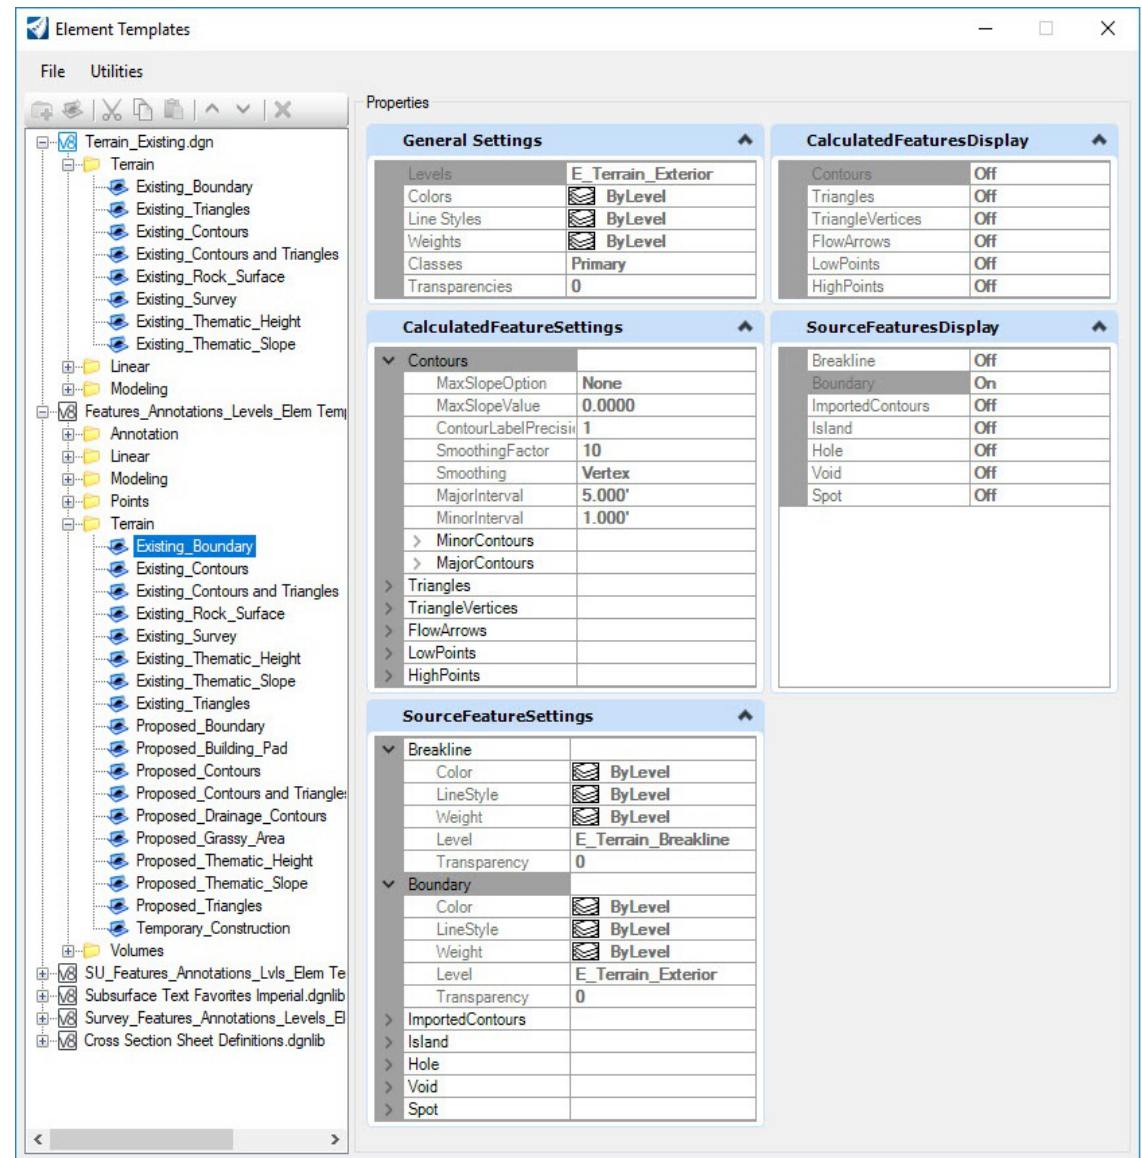 Element Templates
File Utilities
Terrain_Existing.dgn
Terrain
Existing_Boundary
Existing_Triangles
Existing_Contours
Existing_Contours and Triangles
Existing_Rock_Surface
Existing_Survey
Existing_Thematic_Height
Existing_Thematic_Slope
Linear
Modeling
Features_Annotations_Levels_Elem Temp
Annotation
Linear
Modeling
Points
Terrain
Existing_Boundary
Existing_Contours
Existing_Contours and Triangles
Existing_Rock_Surface
Existing_Survey
Existing_Thematic_Height
Existing_Thematic_Slope
Existing_Triangles
Proposed_Boundary
Proposed_Building_Pad
Proposed_Contours
Proposed_Contours and Triangles
Proposed_Drainage_Contours
Proposed_Grassy_Area
Proposed_Thematic_Height
Proposed_Thematic_Slope
Proposed_Triangles
Temporary_Construction
Volumes
SU_Features_Annotations_Lvls_Elem Te
Subsurface Text Favorites Imperial.dgnlib
Survey_Features_Annotations_Levels_El
Cross Section Sheet Definitions.dgnlib
Properties
General Settings
Levels E_Terrain_Exterior
Colors ByLevel
Line Styles ByLevel
Weights ByLevel
Classes Primary
Transparencies 0
CalculatedFeatureSettings
Contours
MaxSlopeOption None
MaxSlopeValue 0.0000
ContourLabelPrecisi 1
SmoothingFactor 10
Smoothing Vertex
MajorInterval 5.000'
MinorInterval 1.000'
MinorContours
MajorContours
Triangles
TriangleVertices
FlowArrows
LowPoints
HighPoints
SourceFeatureSettings
Breakline
Color ByLevel
LineStyle ByLevel
Weight ByLevel
Level E_Terrain_Breakline
Transparency 0
Boundary
Color ByLevel
LineStyle ByLevel
Weight ByLevel
Level E_Terrain_Exterior
Transparency 0
ImportedContours
Island
Hole
Void
Spot
CalculatedFeaturesDisplay
Contours Off
Triangles Off
TriangleVertices Off
FlowArrows Off
LowPoints Off
HighPoints Off
SourceFeaturesDisplay
Breakline Off
Boundary On
ImportedContours Off
Island Off
Hole Off
Void Off
Spot Off